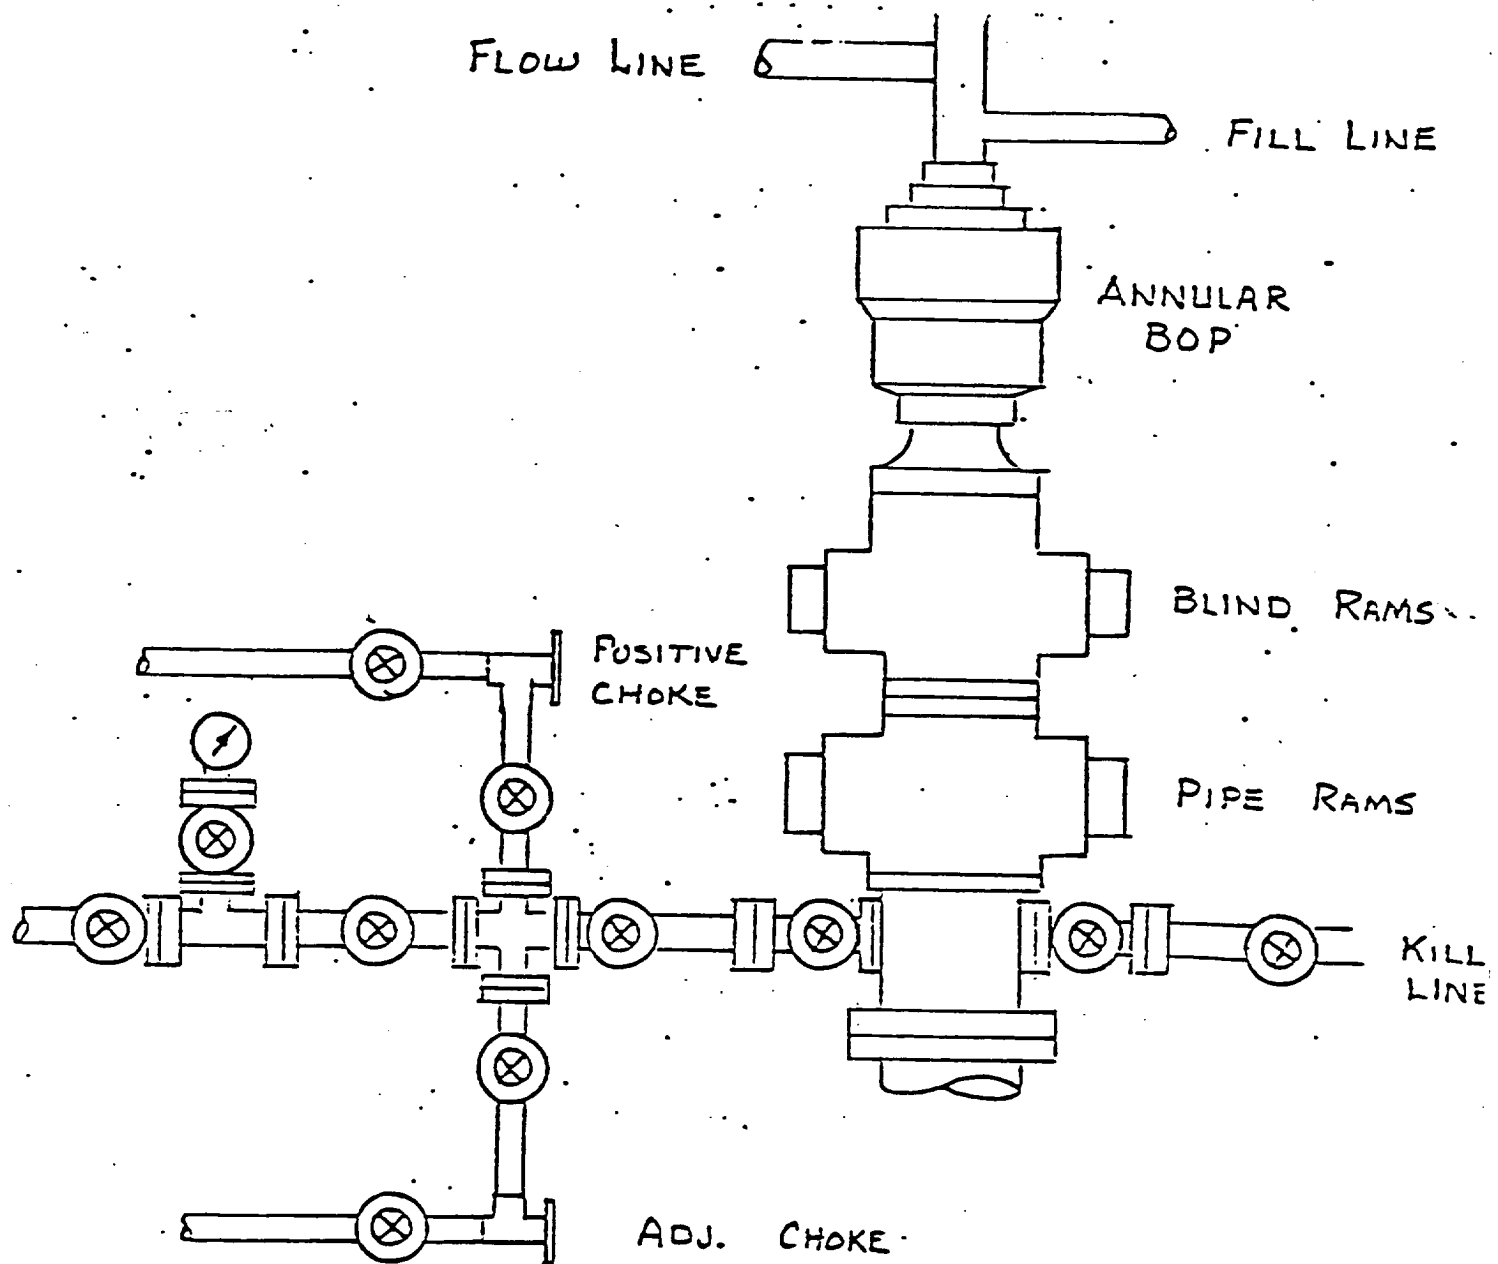 FLOW LINE
FILL LINE
ANNULAR
BOP
BLIND RAMS
POSITIVE
CHOKE
PIPE RAMS
KILL
LINE
ADJ. CHOKE